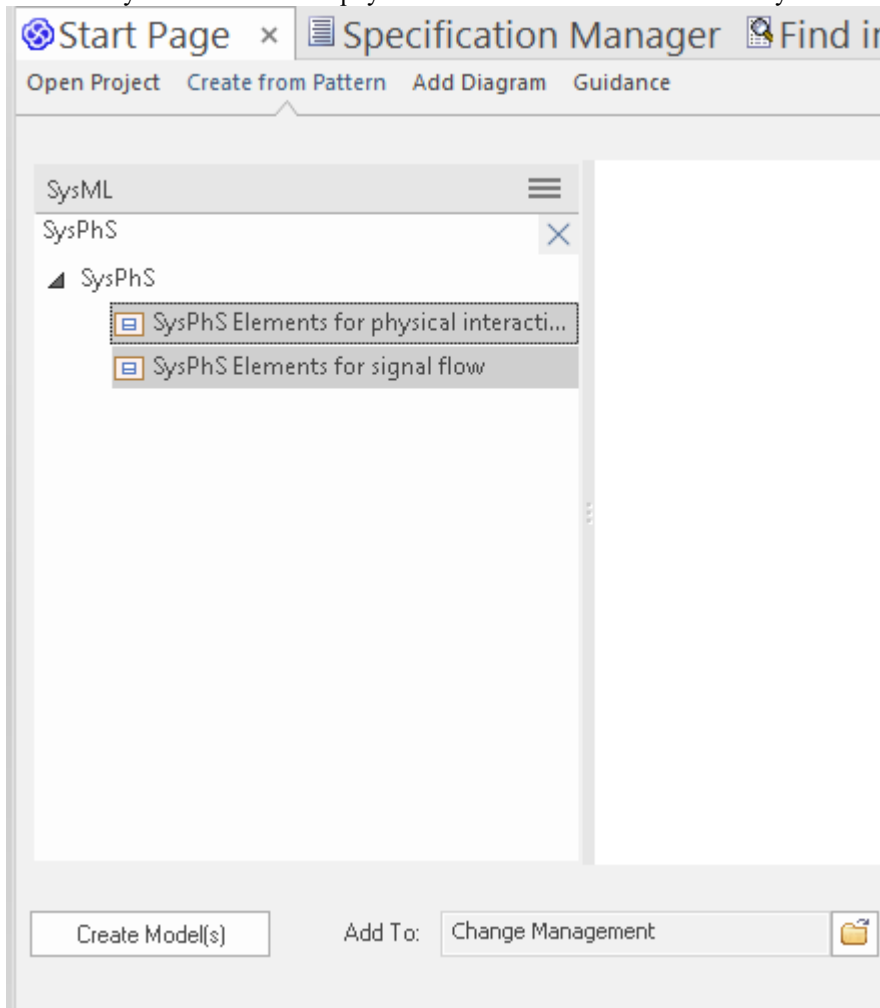 Start Page × Specification Manager Find in
Open Project Create from Pattern Add Diagram Guidance
SysML
SysPhS
SysPhS
SysPhS Elements for physical interacti...
SysPhS Elements for signal flow
Create Model(s) Add To: Change Management